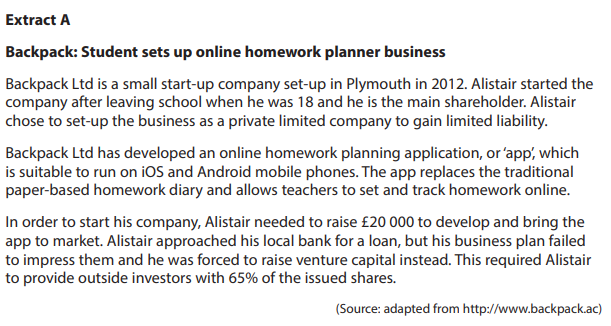 Extract A
Backpack: Student sets up online homework planner business
Backpack Ltd is a small start-up company set-up in Plymouth in 2012. Alistair started the
company after leaving school when he was 18 and he is the main shareholder. Alistair
chose to set-up the business as a private limited company to gain limited liability.
Backpack Ltd has developed an online homework planning application, or ‘app’, which
is suitable to run on iOS and Android mobile phones. The app replaces the traditional
paper-based homework diary and allows teachers to set and track homework online.
In order to start his company, Alistair needed to raise £20 000 to develop and bring the
app to market. Alistair approached his local bank for a loan, but his business plan failed
to impress them and he was forced to raise venture capital instead. This required Alistair
to provide outside investors with 65% of the issued shares.
(Source: adapted from http://www.backpack.ac)